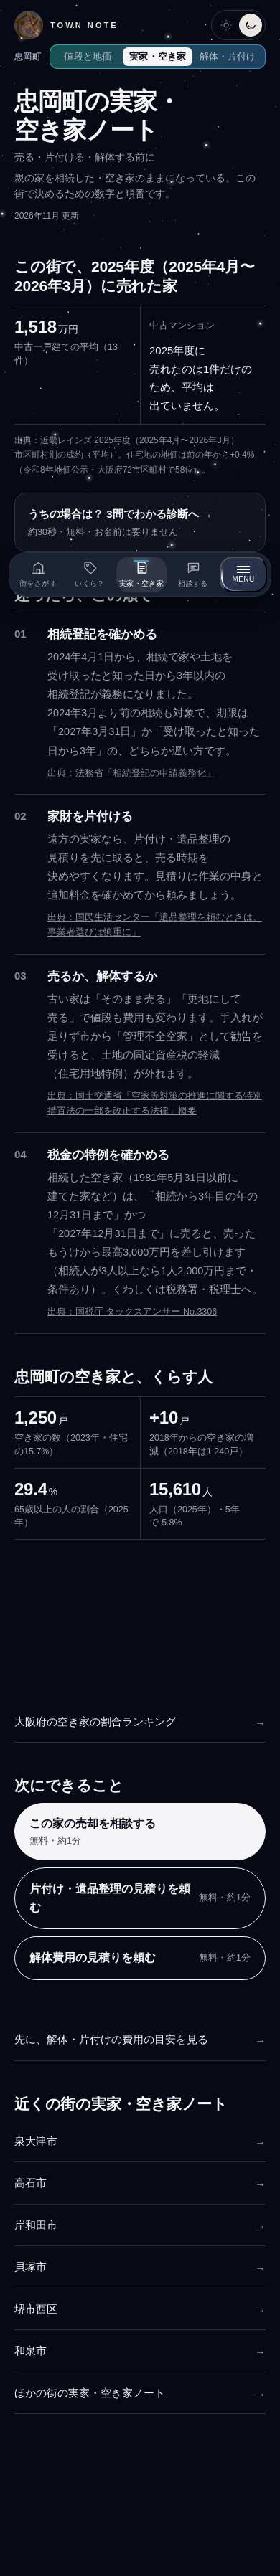 TOWN NOTE
忠岡町
値段と地価
実家・空き家
解体・片付け
忠岡町の実家・
空き家ノート
売る・片付ける・解体する前に
親の家を相続した・空き家のままになっている。この
街で決めるための数字と順番です。
2026年11月 更新
この街で、2025年度（2025年4月〜
2026年3月）に売れた家
1,518万円
中古一戸建ての平均（13
件）
中古マンション
2025年度に
売れたのは1件だけの
ため、平均は
出ていません。
出典：近畿レインズ 2025年度（2025年4月〜2026年3月）
市区町村別の成約（平均）。住宅地の地価は前の年から+0.4%
（令和8年地価公示・大阪府72市区町村で58位）。
うちの場合は？ 3問でわかる診断へ →
約30秒・無料・お名前は要りません
街をさがす
いくら？
実家・空き家
相談する
MENU
01
相続登記を確かめる
2024年4月1日から、相続で家や土地を
受け取ったと知った日から3年以内の
相続登記が義務になりました。
2024年3月より前の相続も対象で、期限は
「2027年3月31日」か「受け取ったと知った
日から3年」の、どちらか遅い方です。
出典：法務省「相続登記の申請義務化」
02
家財を片付ける
遠方の実家なら、片付け・遺品整理の
見積りを先に取ると、売る時期を
決めやすくなります。見積りは作業の中身と
追加料金を確かめてから頼みましょう。
出典：国民生活センター「遺品整理を頼むときは、
事業者選びは慎重に」
03
売るか、解体するか
古い家は「そのまま売る」「更地にして
売る」で値段も費用も変わります。手入れが
足りず市から「管理不全空家」として勧告を
受けると、土地の固定資産税の軽減
（住宅用地特例）が外れます。
出典：国土交通省「空家等対策の推進に関する特別
措置法の一部を改正する法律」概要
04
税金の特例を確かめる
相続した空き家（1981年5月31日以前に
建てた家など）は、「相続から3年目の年の
12月31日まで」かつ
「2027年12月31日まで」に売ると、売った
もうけから最高3,000万円を差し引けます
（相続人が3人以上なら1人2,000万円まで・
条件あり）。くわしくは税務署・税理士へ。
出典：国税庁 タックスアンサー No.3306
忠岡町の空き家と、くらす人
1,250戸
空き家の数（2023年・住宅
の15.7%）
+10戸
2018年からの空き家の増
減（2018年は1,240戸）
29.4%
65歳以上の人の割合（2025
年）
15,610人
人口（2025年）・5年
で-5.8%
大阪府の空き家の割合ランキング →
次にできること
この家の売却を相談する
無料・約1分
片付け・遺品整理の見積りを頼
む
無料・約1分
解体費用の見積りを頼む
無料・約1分
先に、解体・片付けの費用の目安を見る →
近くの街の実家・空き家ノート
泉大津市 →
高石市 →
岸和田市 →
貝塚市 →
堺市西区 →
和泉市 →
ほかの街の実家・空き家ノート →